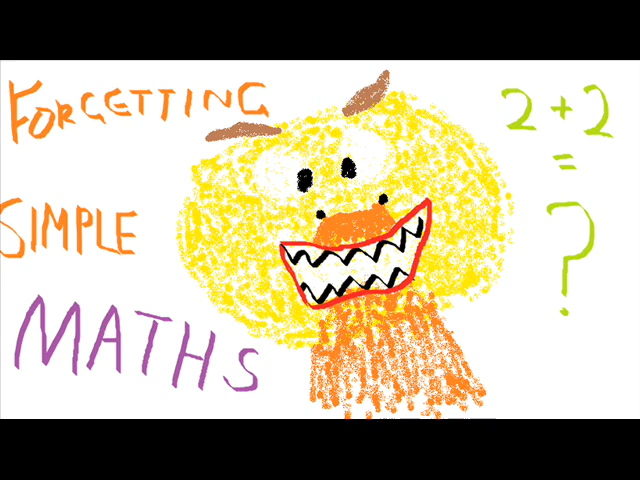 FORGETTING
SIMPLE
MATHS
2+2
=
?